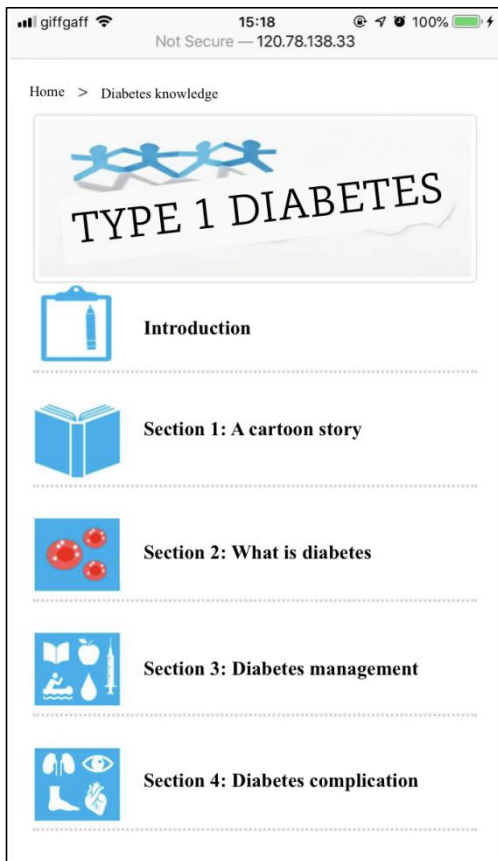 giffgaff 15:18 100%
Not Secure — 120.78.138.33
Home > Diabetes knowledge
TYPE 1 DIABETES
Introduction
Section 1: A cartoon story
Section 2: What is diabetes
Section 3: Diabetes management
Section 4: Diabetes complication